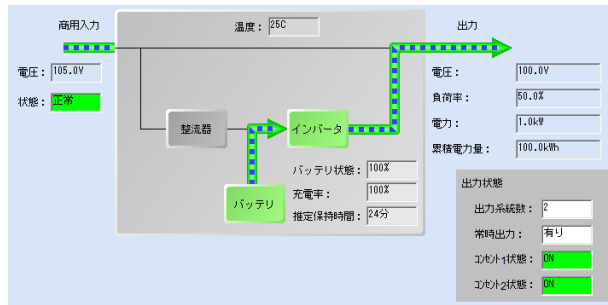 商用入力
温度： 25C
出力
電圧： 105.0V
状態： 正常
電圧： 100.0V
負荷率： 50.0%
電力： 1.0kW
累積電力量： 100.0kWh
整流器
インバータ
バッテリ
バッテリ状態： 100%
充電率： 100%
推定保持時間： 24分
出力状態
出力系統数： 2
常時出力： 有り
コンセント1状態： ON
コンセント2状態： ON